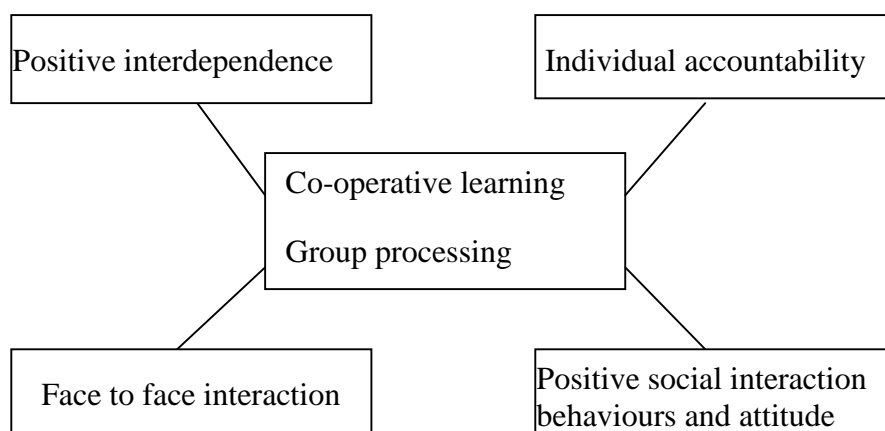 Positive interdependence
Individual accountability
Co-operative learning
Group processing
Face to face interaction
Positive social interaction
behaviours and attitude